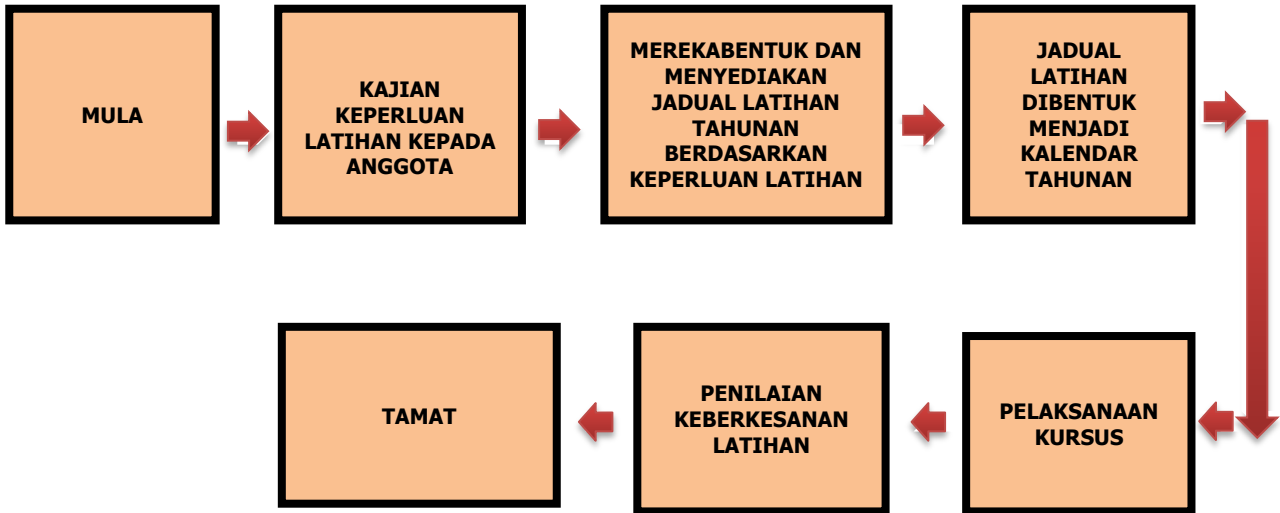 MULA
KAJIAN
KEPERLUAN
LATIHAN KEPADA
ANGGOTA
MEREKABENTUK DAN
MENYEDIAKAN
JADUAL LATIHAN
TAHUNAN
BERDASARKAN
KEPERLUAN LATIHAN
JADUAL
LATIHAN
DIBENTUK
MENJADI
KALENDAR
TAHUNAN
PELAKSANAAN
KURSUS
PENILAIAN
KEBERKESANAN
LATIHAN
TAMAT